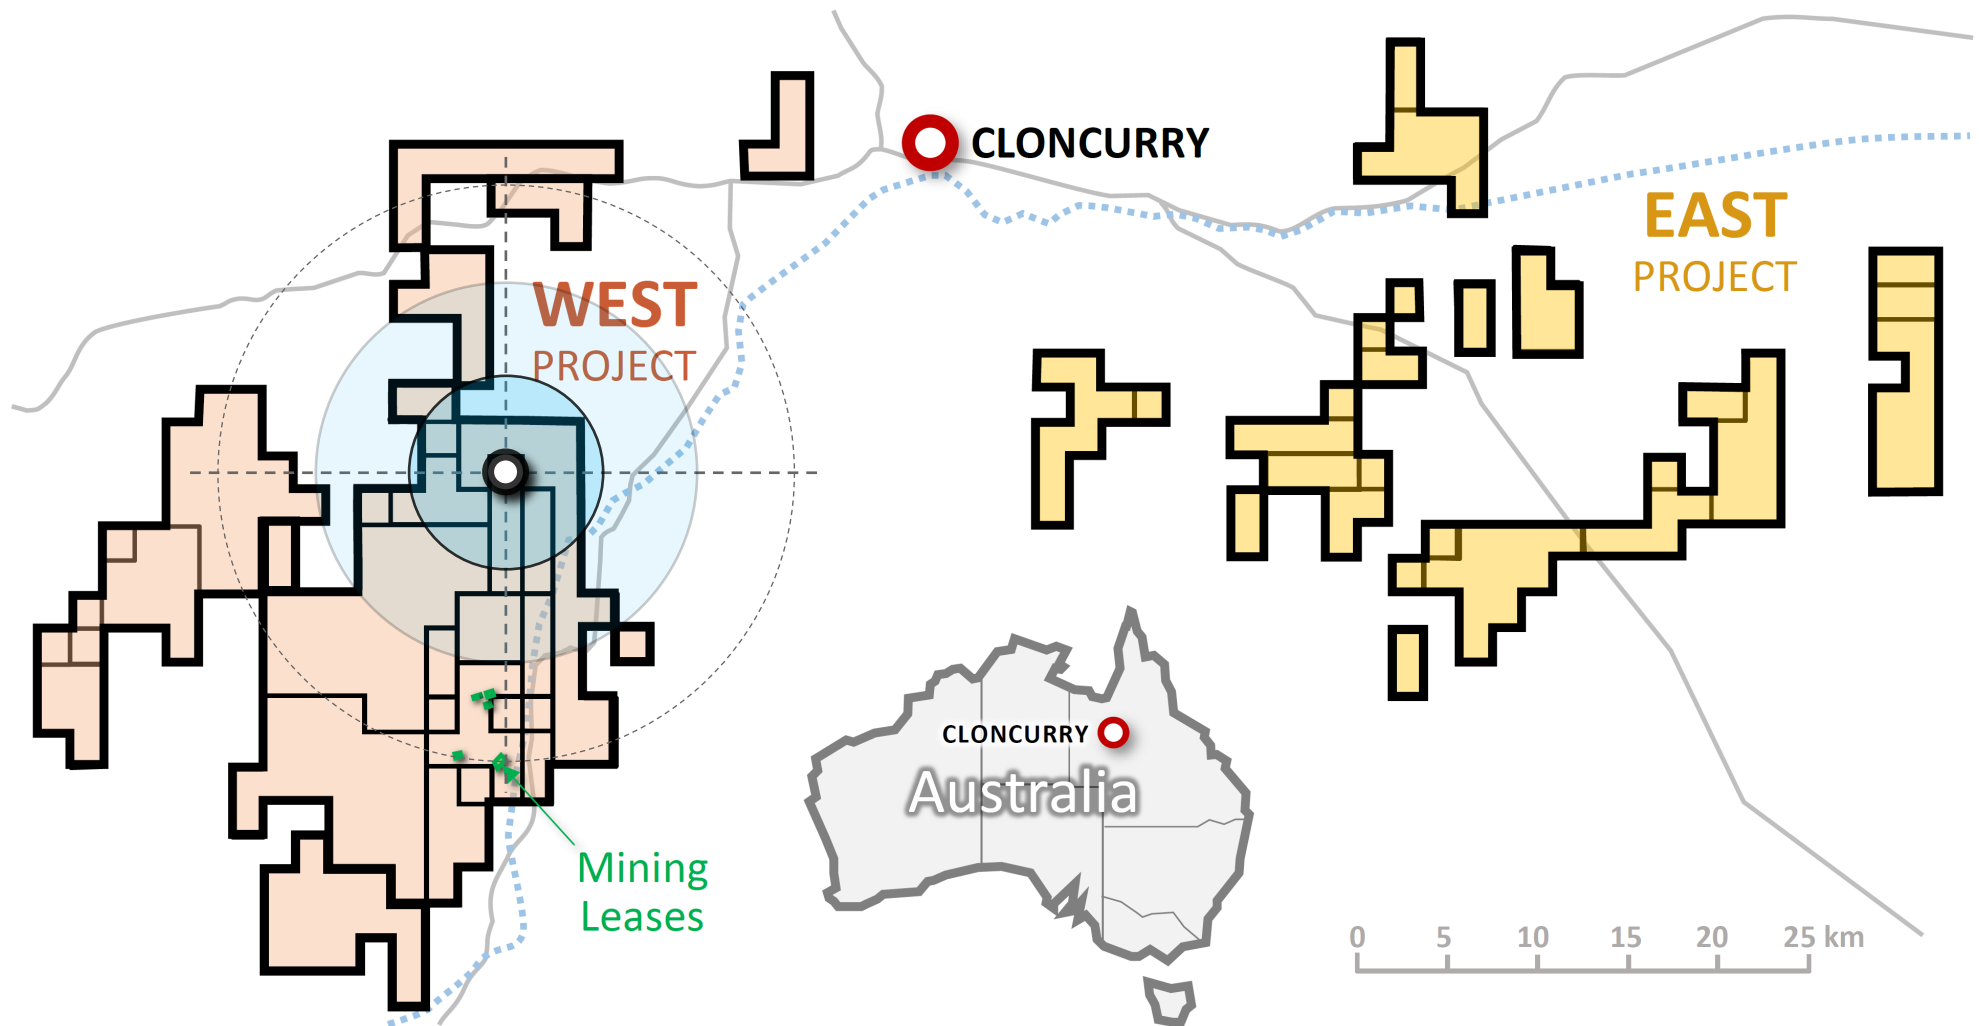 CLONCURRY
EAST
PROJECT
WEST
PROJECT
CLONCURRY
Australia
Mining
Leases
0 5 10 15 20 25 km